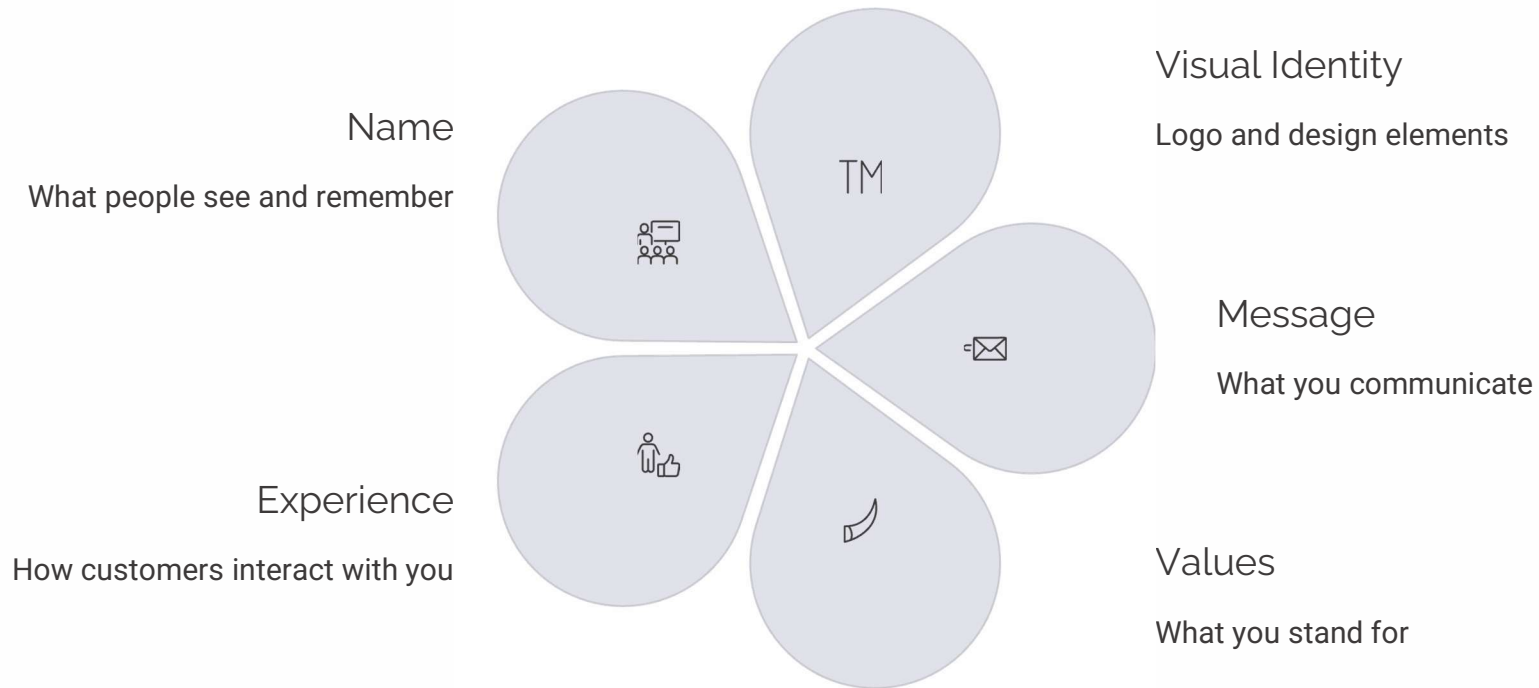 Name
What people see and remember
TM
Visual Identity
Logo and design elements
Message
What you communicate
Experience
How customers interact with you
Values
What you stand for